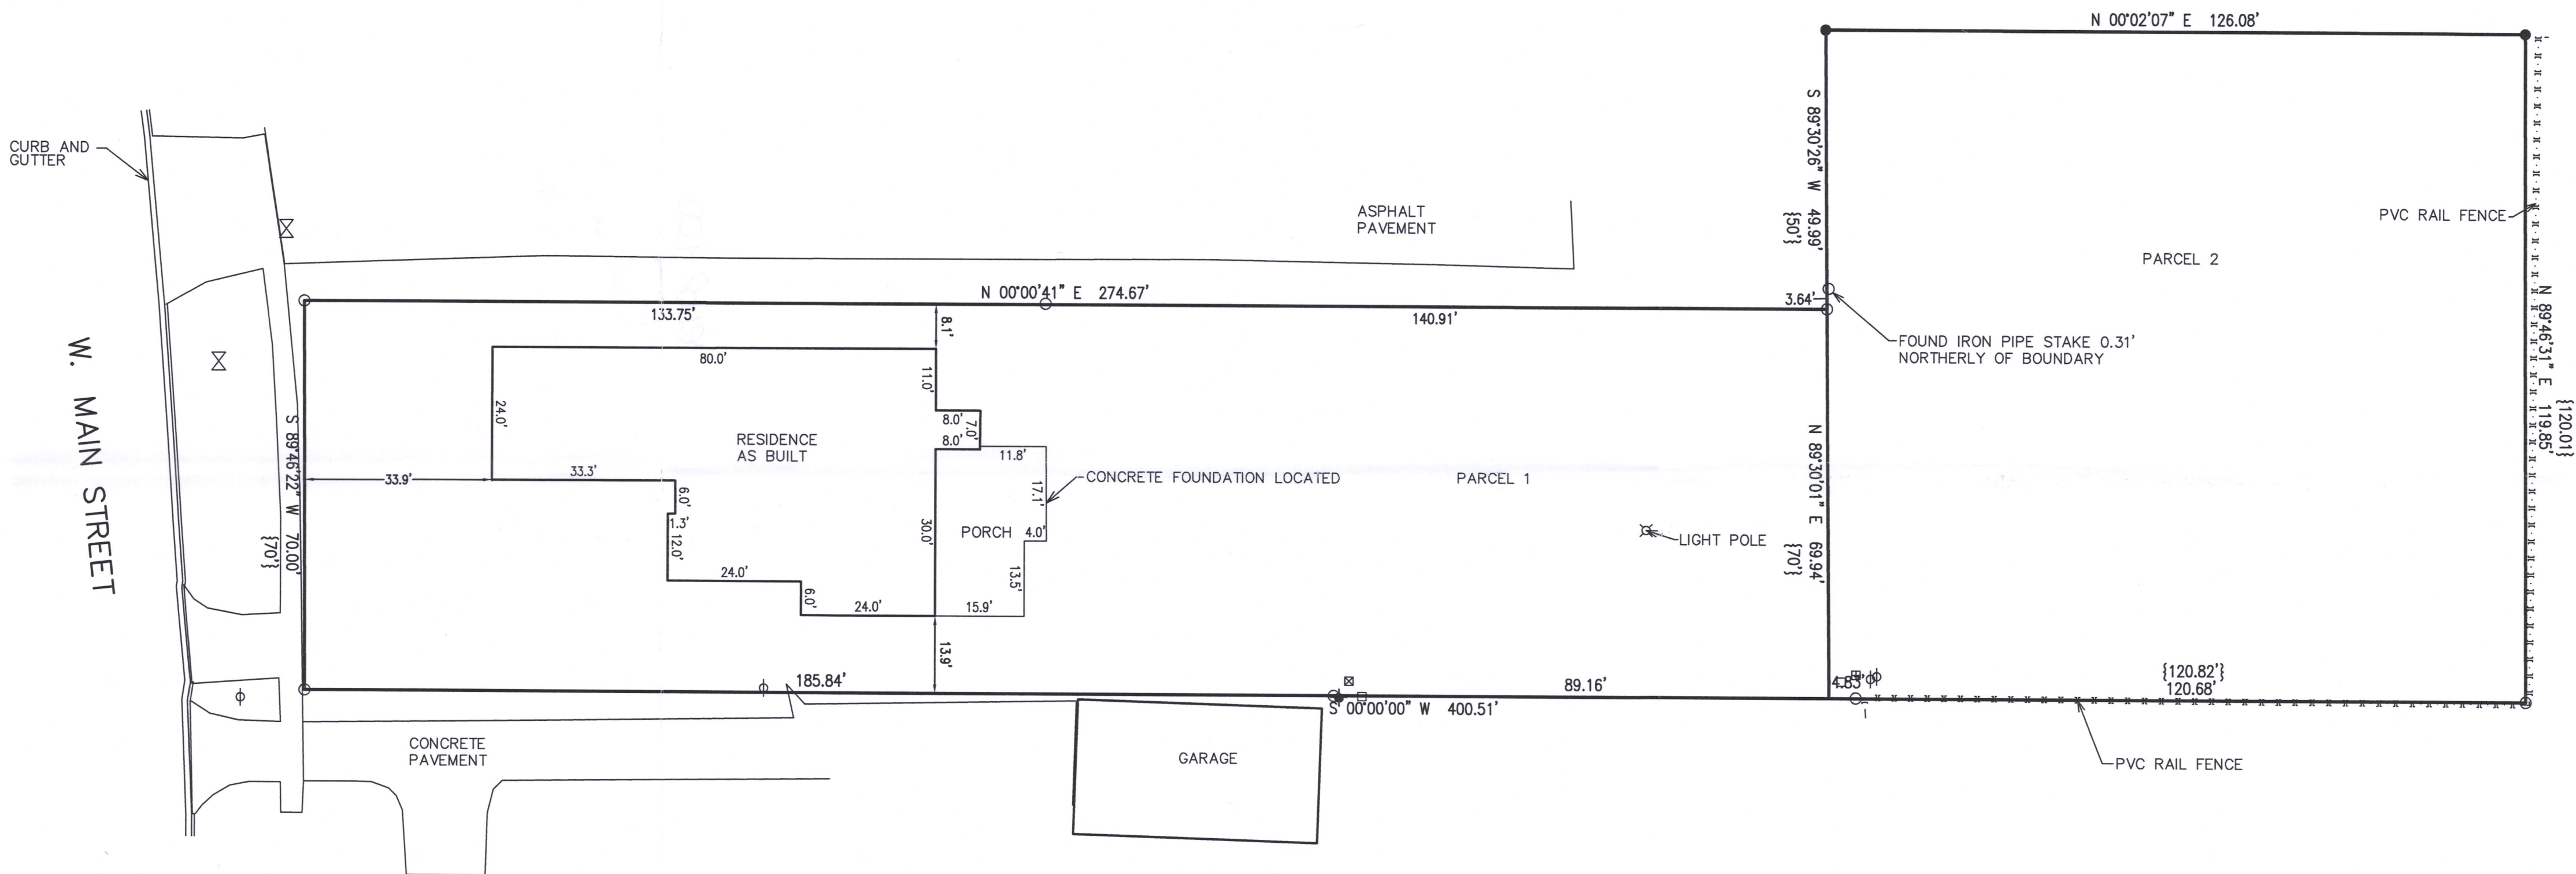 N 00°02'07" E 126.08'
CURB AND
GUTTER
S 89°30'26" W 49.99'
{50'}
ASPHALT
PAVEMENT
PVC RAIL FENCE
PARCEL 2
N 00°00'41" E 274.67'
133.75'
140.91'
3.64'
8.1'
N 89°46'31" E 119.85'
{120.01}
FOUND IRON PIPE STAKE 0.31'
NORTHERLY OF BOUNDARY
W. MAIN STREET
80.0'
11.0'
24.0'
8.0'
7.0'
8.0'
RESIDENCE
AS BUILT
11.8'
S 89°46'22" W 70.00'
{70'}
33.9'
33.3'
17.1'
CONCRETE FOUNDATION LOCATED
PARCEL 1
N 89°30'01" E 69.94'
{70'}
6.0'
1.3'
12.0'
30.0'
PORCH
4.0'
LIGHT POLE
24.0'
13.5'
6.0'
24.0'
15.9'
13.9'
185.84'
89.16'
4.83'
{120.82'}
120.68'
S 00°00'00" W 400.51'
CONCRETE
PAVEMENT
GARAGE
PVC RAIL FENCE